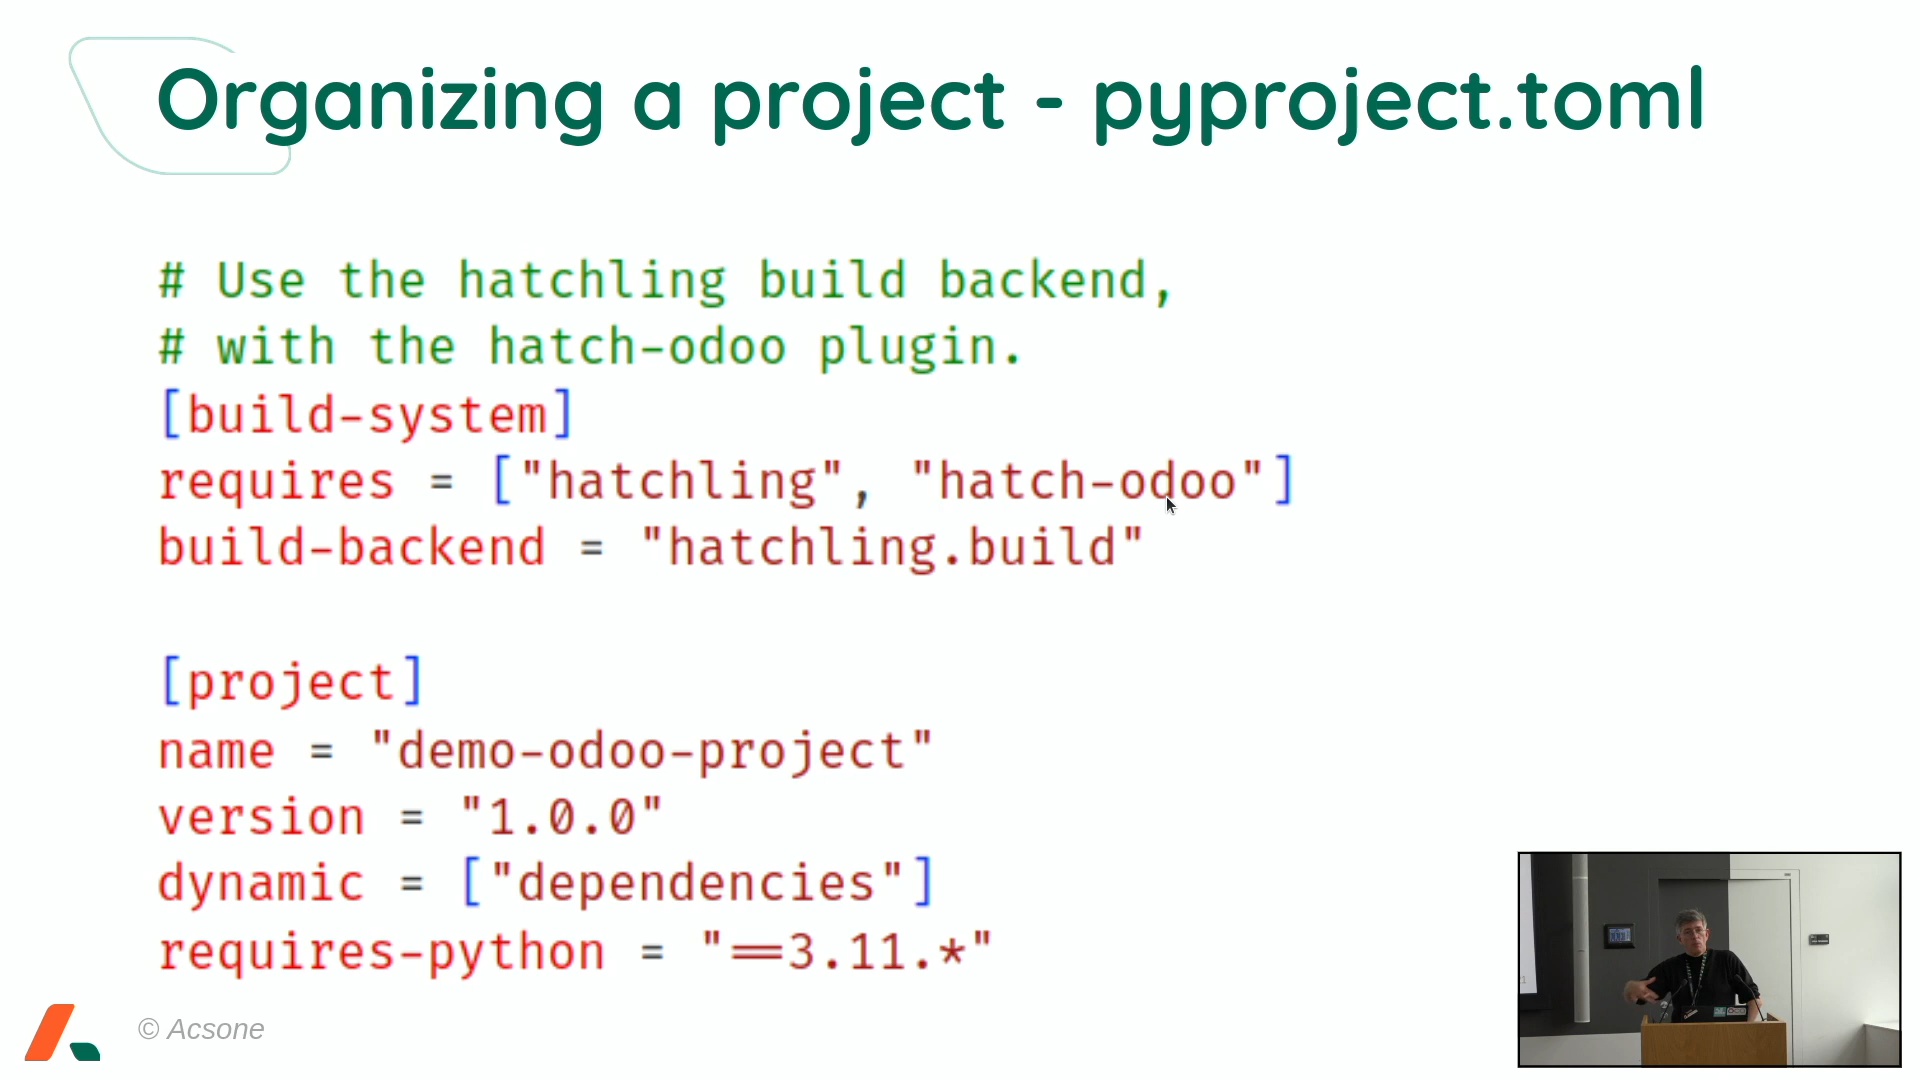 Organizing a project - pyproject.toml
# Use the hatchling build backend,
# with the hatch-odoo plugin.
[build-system]
requires = ["hatchling", "hatch-odoo"]
build-backend = "hatchling.build"
[project]
name = "demo-odoo-project"
version = "1.0.0"
dynamic = ["dependencies"]
requires-python = "==3.11.*"
© Acsone